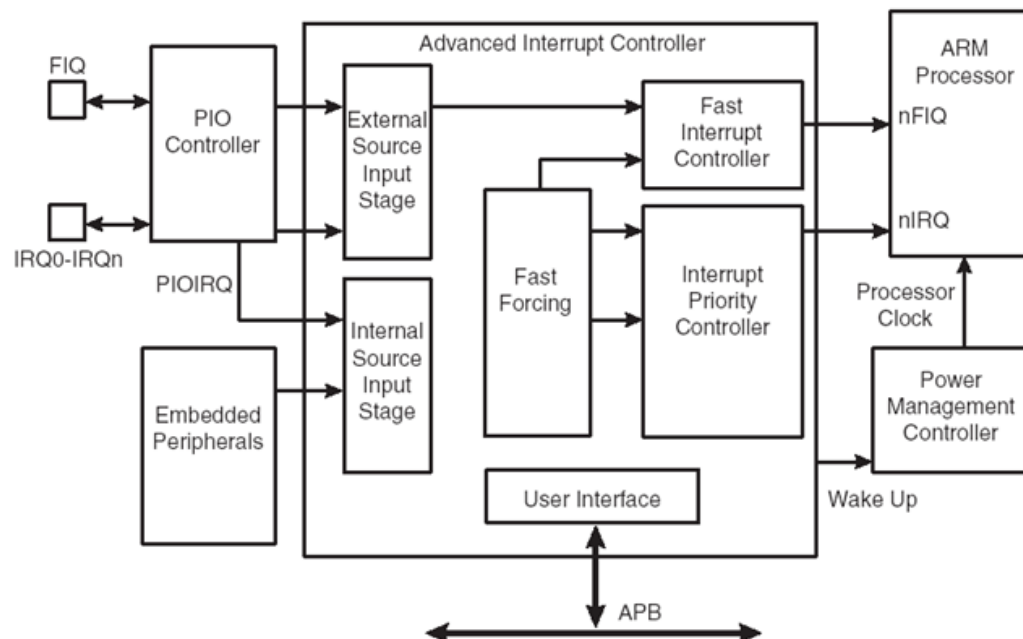 Advanced Interrupt Controller
FIQ
PIO
Controller
IRQ0-IRQn
PIOIRQ
External
Source
Input
Stage
Internal
Source
Input
Stage
Embedded
Peripherals
Fast
Forcing
Fast
Interrupt
Controller
Interrupt
Priority
Controller
User Interface
APB
ARM
Processor
nFIQ
nIRQ
Processor
Clock
Power
Management
Controller
Wake Up